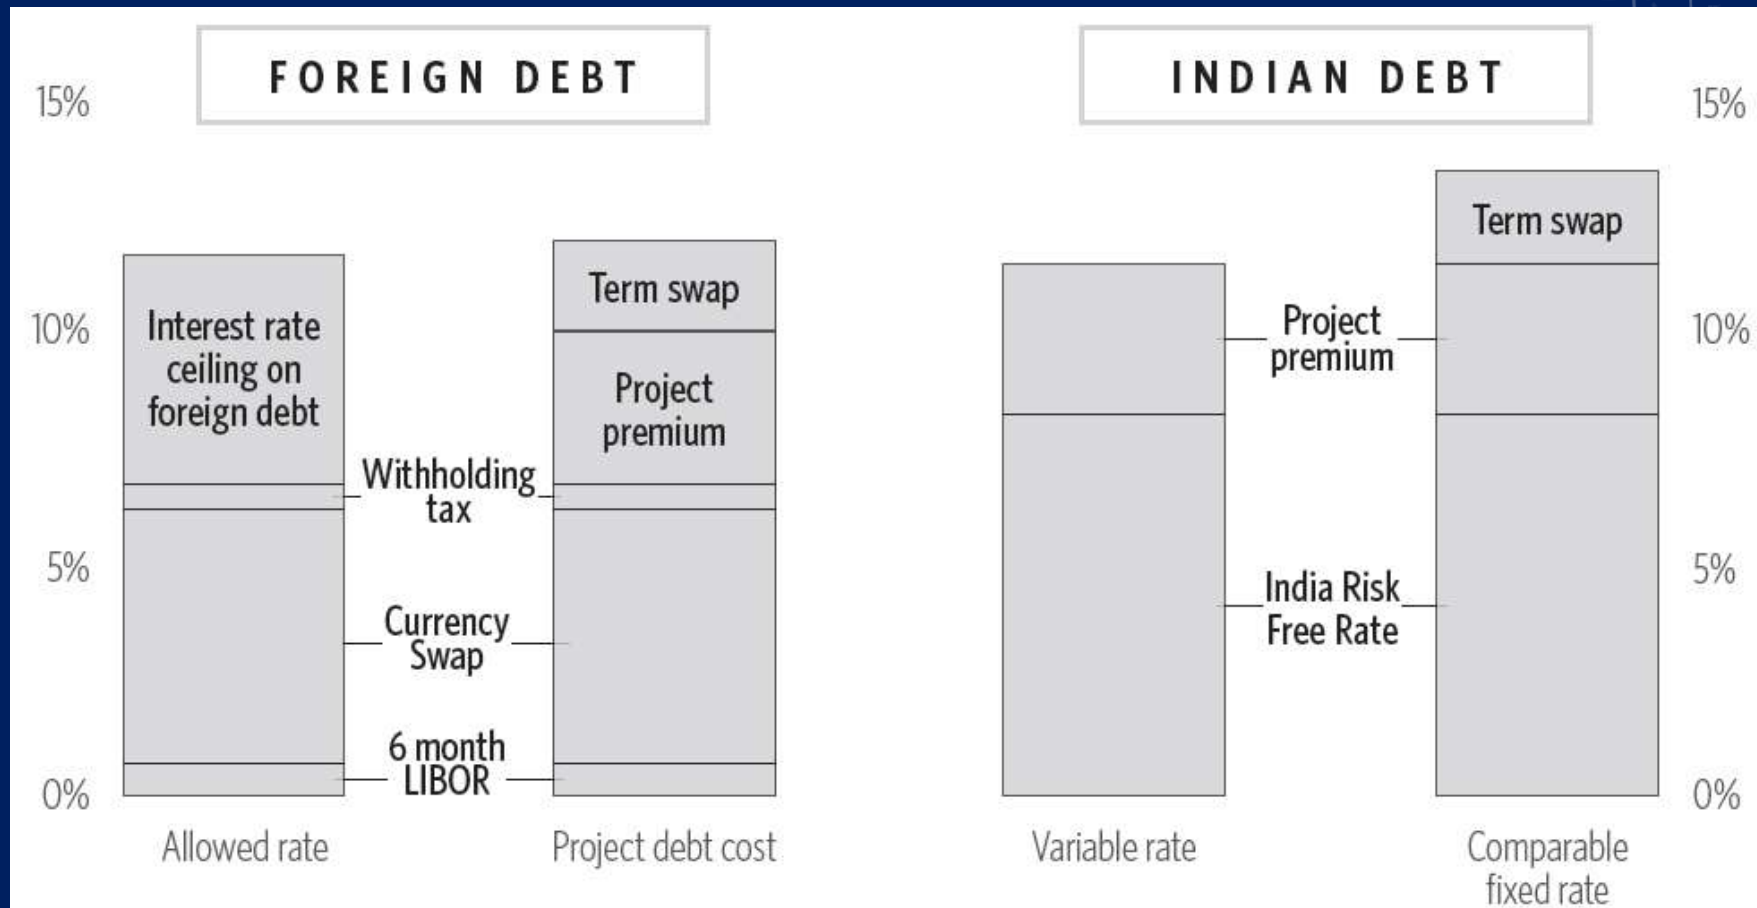 FOREIGN DEBT
INDIAN DEBT
15%
10%
5%
0%
Interest rate
ceiling on
foreign debt
Withholding
tax
Currency
Swap
6 month
LIBOR
Term swap
Project
premium
Allowed rate
Project debt cost
Project
premium
India Risk
Free Rate
Term swap
Variable rate
Comparable
fixed rate
15%
10%
5%
0%